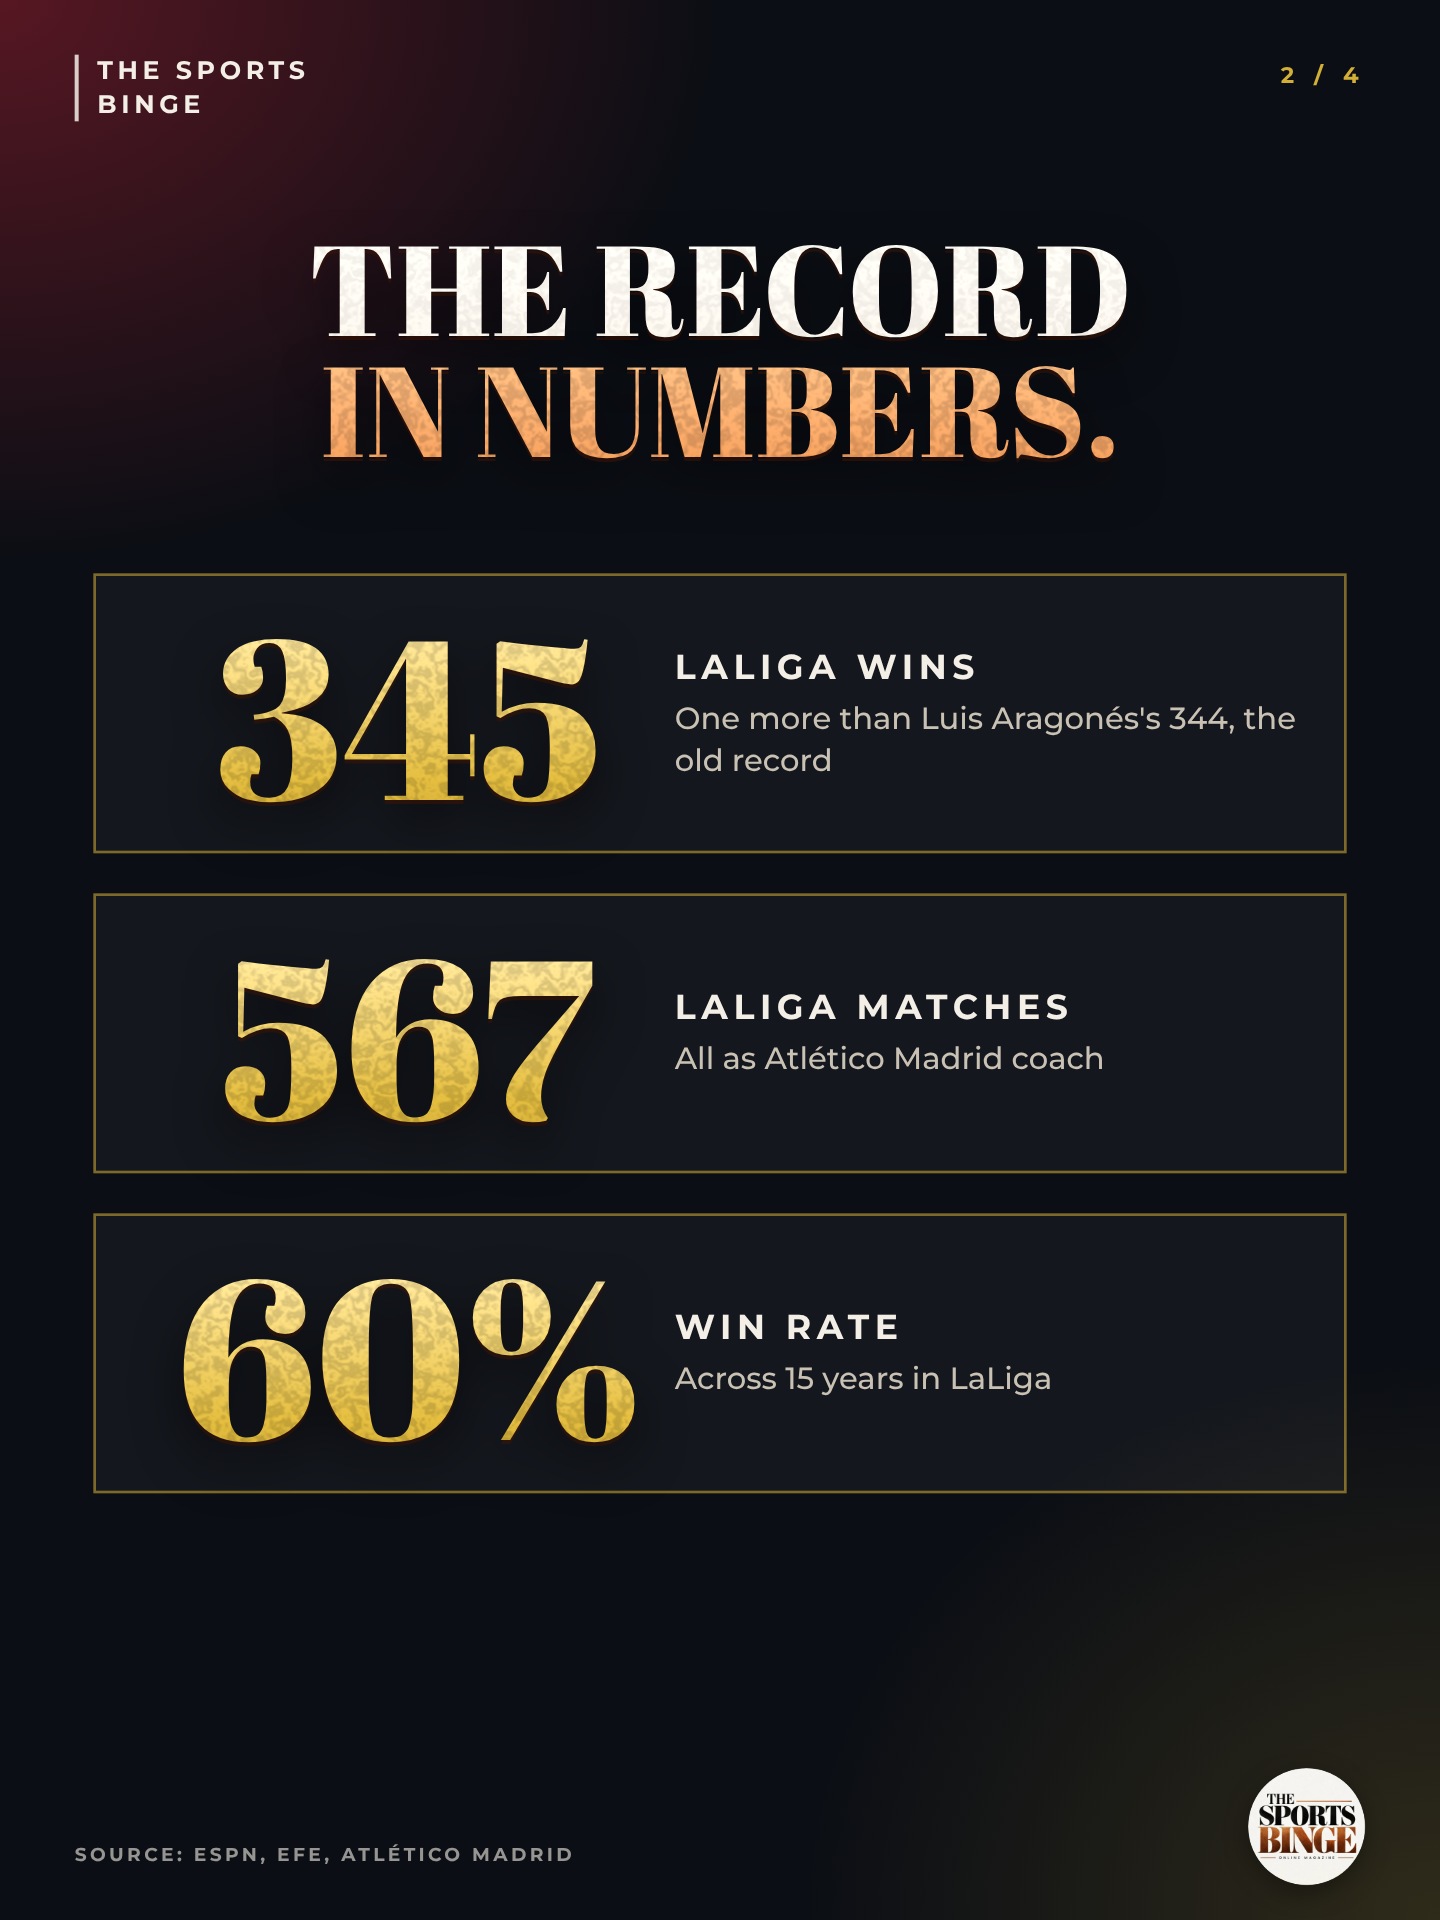 THE SPORTS
BINGE
2 / 4
THE RECORD
IN NUMBERS.
345
LALIGA WINS
One more than Luis Aragonés's 344, the
old record
567
LALIGA MATCHES
All as Atlético Madrid coach
60%
WIN RATE
Across 15 years in LaLiga
SOURCE: ESPN, EFE, ATLÉTICO MADRID
THE
SPORTS
BINGE
ONLINE MAGAZINE